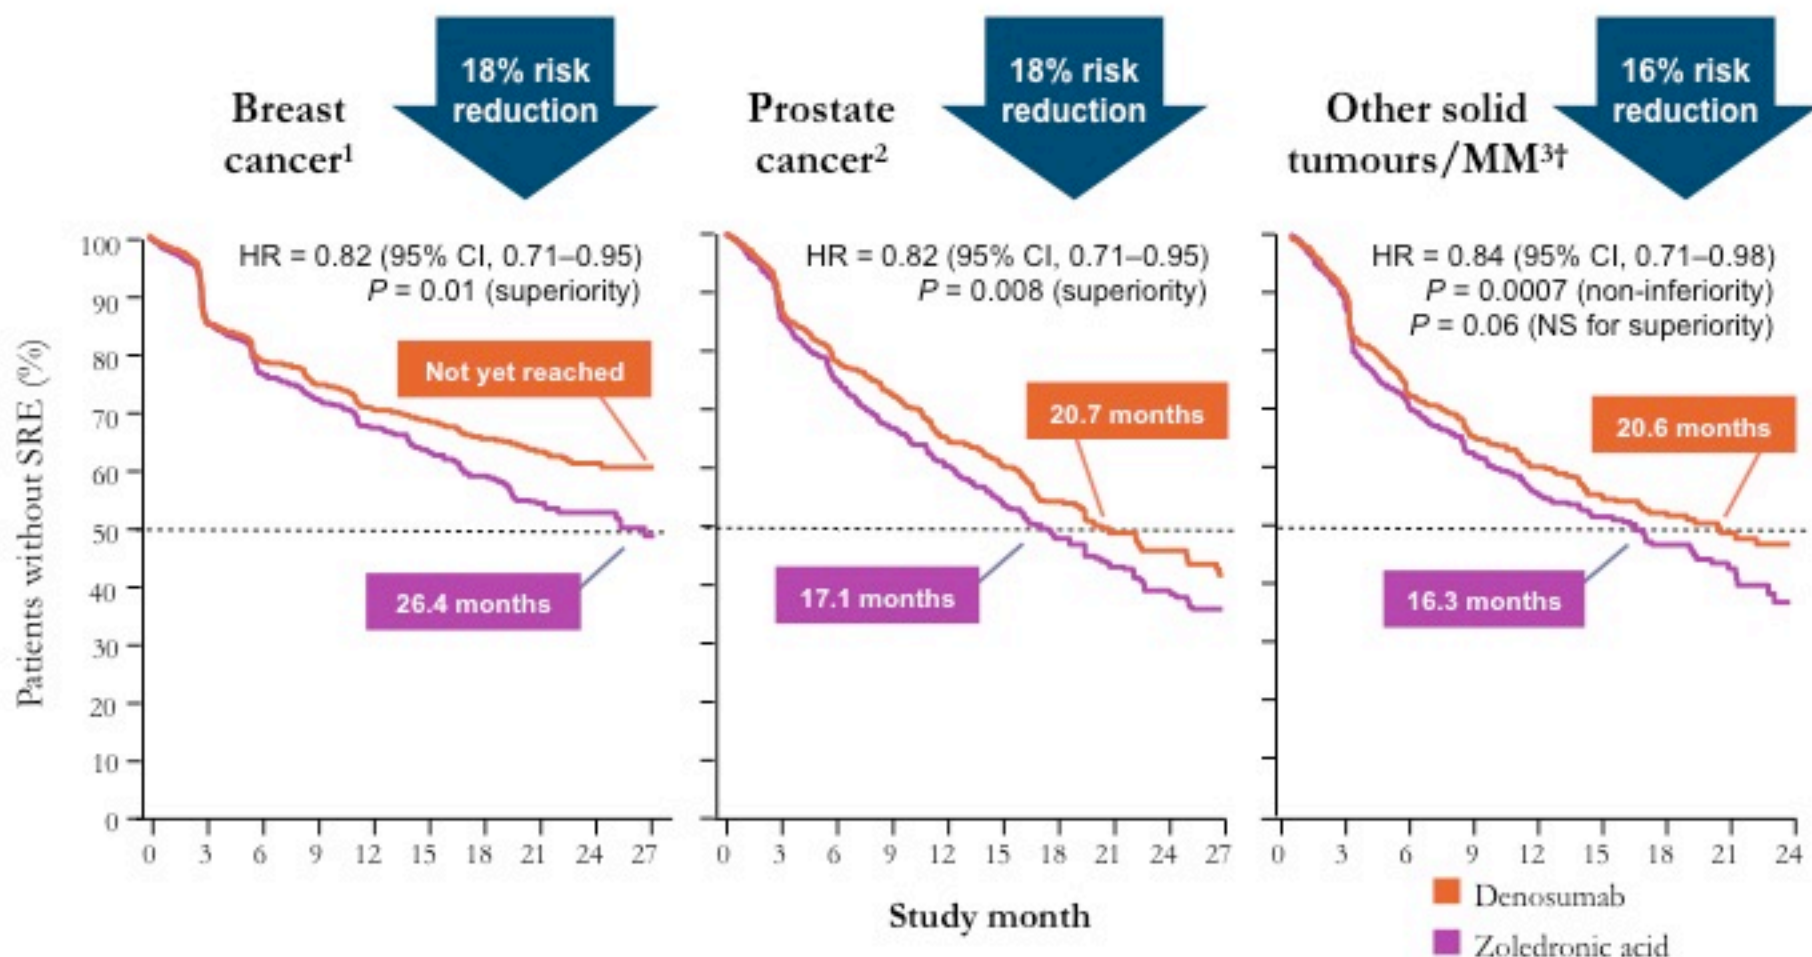 18% risk
reduction
Breast
cancer¹
18% risk
reduction
Prostate
cancer²
16% risk
reduction
Other solid
tumours/MM³†
Patients without SRE (%)
100
90
80
70
60
50
40
30
20
10
0
HR = 0.82 (95% CI, 0.71–0.95)
P = 0.01 (superiority)
Not yet reached
26.4 months
0 3 6 9 12 15 18 21 24 27
HR = 0.82 (95% CI, 0.71–0.95)
P = 0.008 (superiority)
20.7 months
17.1 months
0 3 6 9 12 15 18 21 24 27
HR = 0.84 (95% CI, 0.71–0.98)
P = 0.0007 (non-inferiority)
P = 0.06 (NS for superiority)
20.6 months
16.3 months
0 3 6 9 12 15 18 21 24
Study month
Denosumab
Zoledronic acid